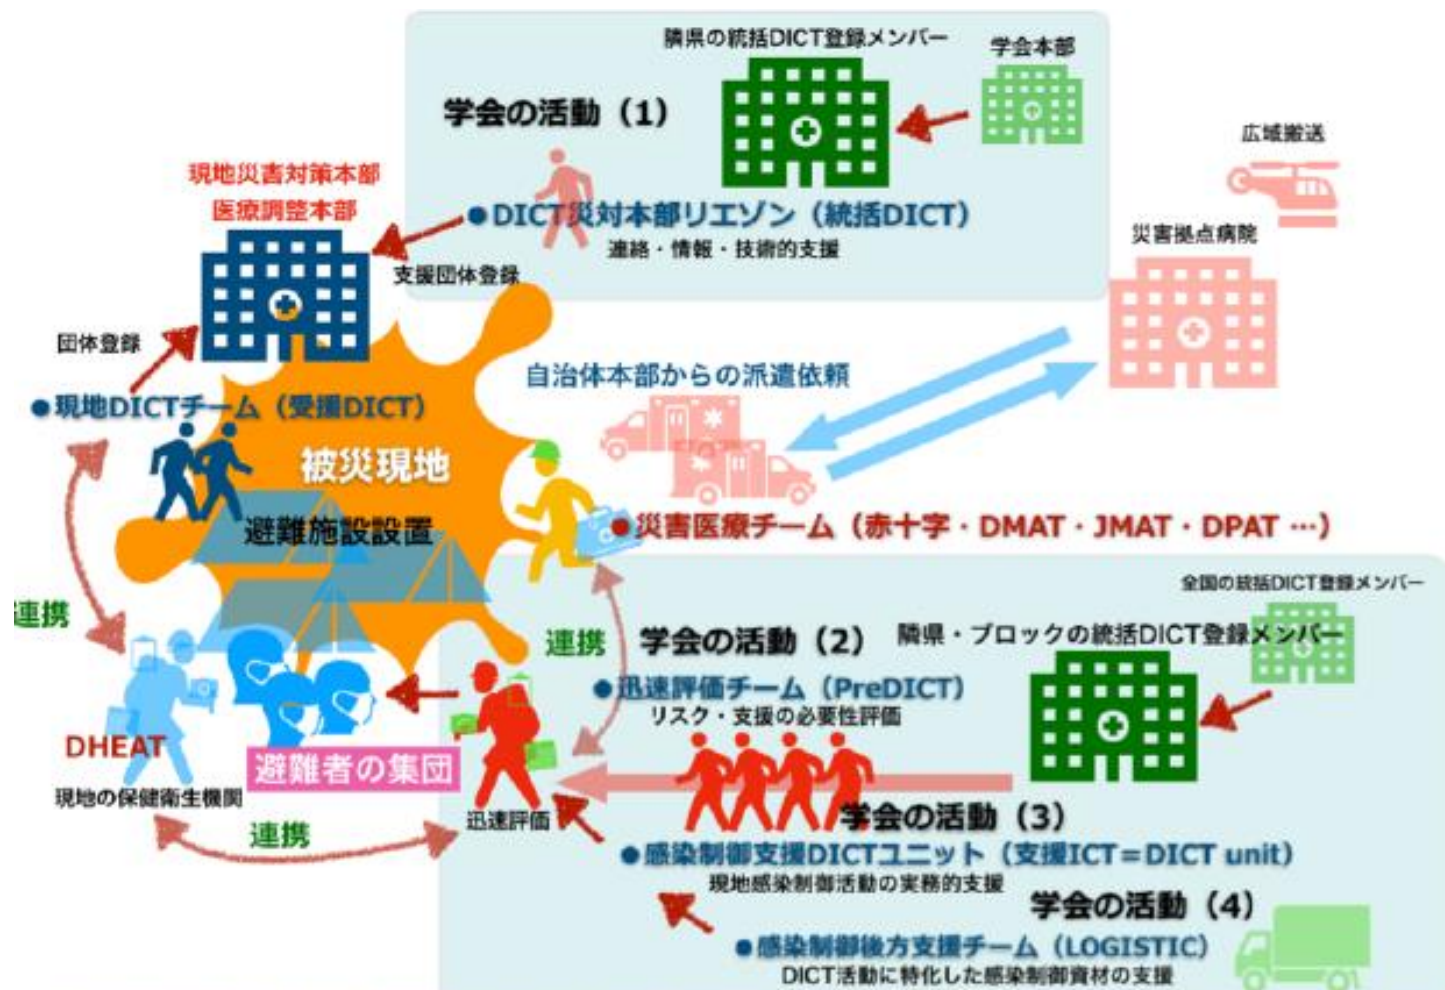 隣県の統括DICT登録メンバー
学会本部
学会の活動（1）
広域搬送
現地災害対策本部
医療調整本部
●DICT災対本部リエゾン（統括DICT）
連絡・情報・技術的支援
災害拠点病院
支援団体登録
団体登録
自治体本部からの派遣依頼
●現地DICTチーム（受援DICT）
被災現地
避難施設設置
●災害医療チーム（赤十字・DMAT・JMAT・DPAT …）
全国の統括DICT登録メンバー
連携
連携
学会の活動（2）
隣県・ブロックの統括DICT登録メンバー
●迅速評価チーム（PreDICT）
リスク・支援の必要性評価
DHEAT
避難者の集団
現地の保健衛生機関
連携
迅速評価
学会の活動（3）
●感染制御支援DICTユニット（支援ICT＝DICT unit）
現地感染制御活動の実務的支援
学会の活動（4）
●感染制御後方支援チーム（LOGISTIC）
DICT活動に特化した感染制御資材の支援